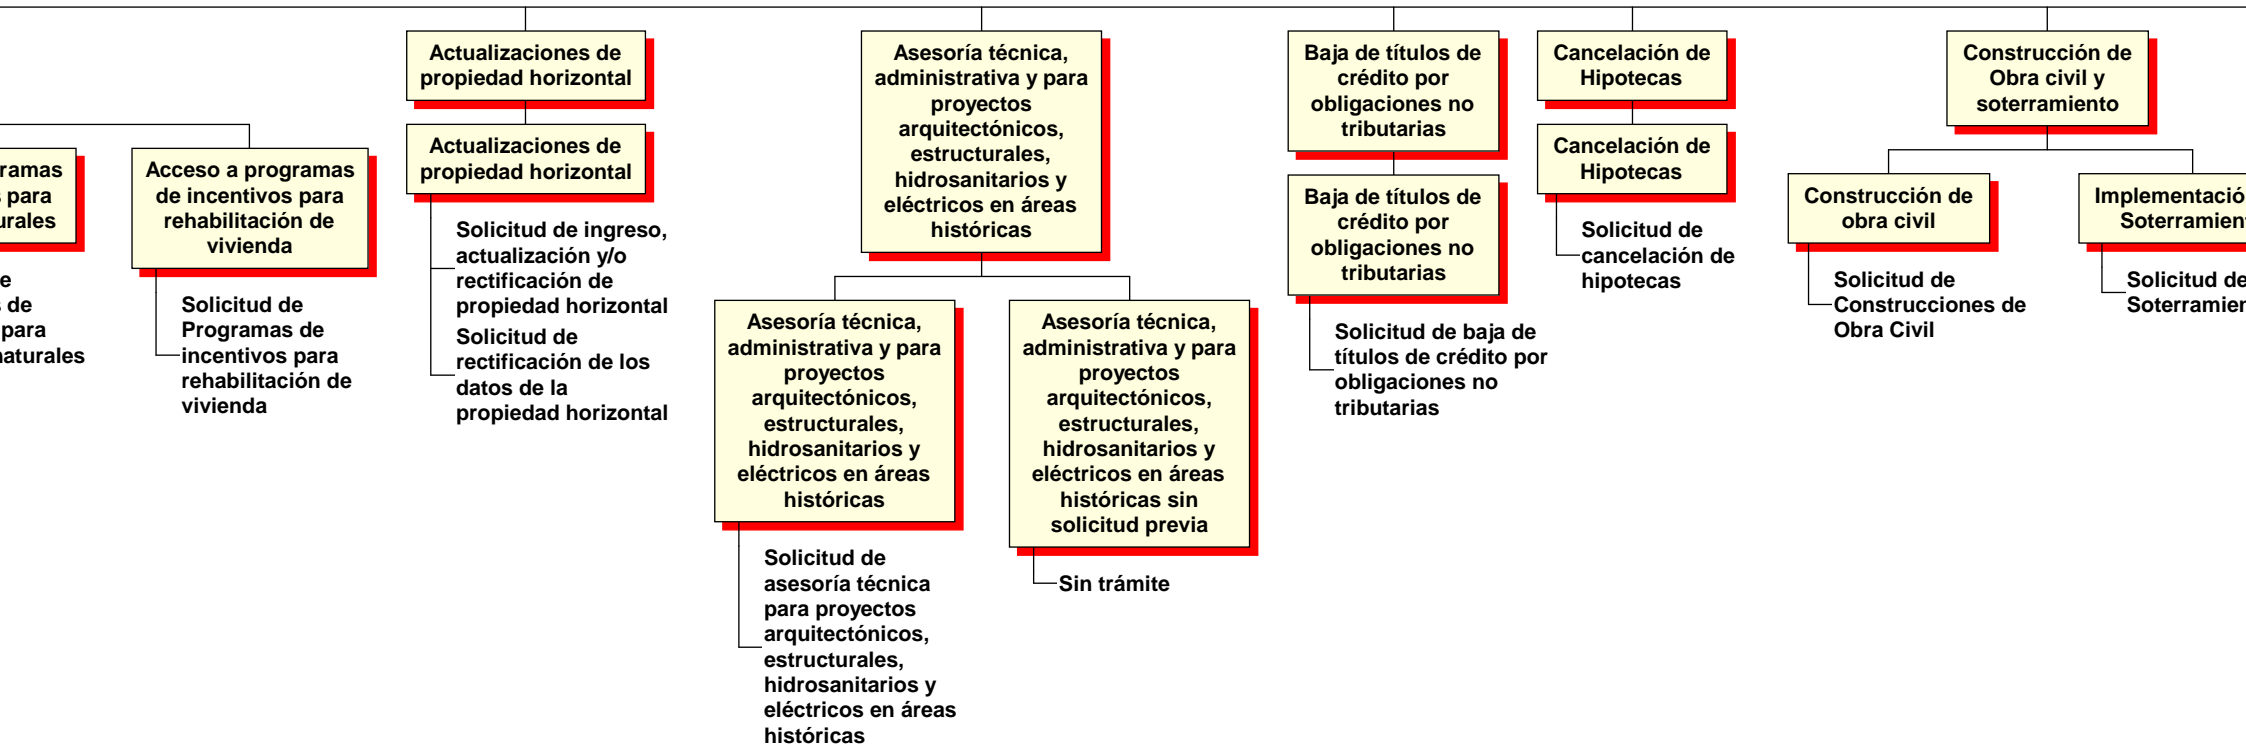 para
Acceso a programas
de incentivos para
rehabilitación de
vivienda
de
para
naturales
Solicitud de
Programas de
incentivos para
rehabilitación de
vivienda
Actualizaciones de
propiedad horizontal
Actualizaciones de
propiedad horizontal
Solicitud de ingreso,
actualización y/o
rectificación de
propiedad horizontal
Solicitud de
rectificación de los
datos de la
propiedad horizontal
Asesoría técnica,
administrativa y para
proyectos
arquitectónicos,
estructurales,
hidrosanitarios y
eléctricos en áreas
históricas
Asesoría técnica,
administrativa y para
proyectos
arquitectónicos,
estructurales,
hidrosanitarios y
eléctricos en áreas
históricas
Solicitud de
asesoría técnica
para proyectos
arquitectónicos,
estructurales,
hidrosanitarios y
eléctricos en áreas
históricas
Asesoría técnica,
administrativa y para
proyectos
arquitectónicos,
estructurales,
hidrosanitarios y
eléctricos en áreas
históricas sin
solicitud previa
Sin trámite
Baja de títulos de
crédito por
obligaciones no
tributarias
Baja de títulos de
crédito por
obligaciones no
tributarias
Solicitud de baja de
títulos de crédito por
obligaciones no
tributarias
Cancelación de
Hipotecas
Cancelación de
Hipotecas
Solicitud de
cancelación de
hipotecas
Construcción de
Obra civil y
soterramiento
Construcción de
obra civil
Solicitud de
Construcciones de
Obra Civil
Solicitud de